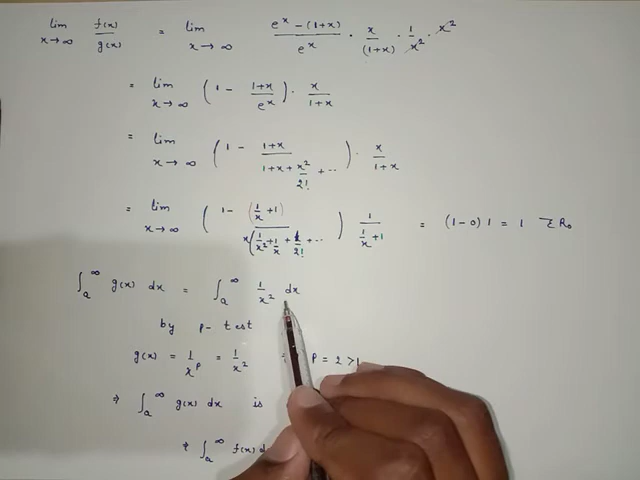 lim x→∞ f(x)/g(x) = lim x→∞ (e^x − (1+x))/e^x · x/(1+x) · 1/x² · x²
= lim x→∞ (1 − (1+x)/e^x) · x/(1+x)
= lim x→∞ (1 − (1+x)/(1+x+x²/2!+··)) · x/(1+x)
= lim x→∞ (1 − (1/x+1)/(x(1/x²+1/x+1/2!+··))) 1/(1/x+1) = (1−0) 1 = 1
∫_a^∞ g(x) dx = ∫_a^∞ 1/x² dx
by p-test
g(x) = 1/x^p = 1/x² P = 2 >1
⇒ ∫_a^∞ g(x) dx is
⇒ ∫_a^∞ f(x) d